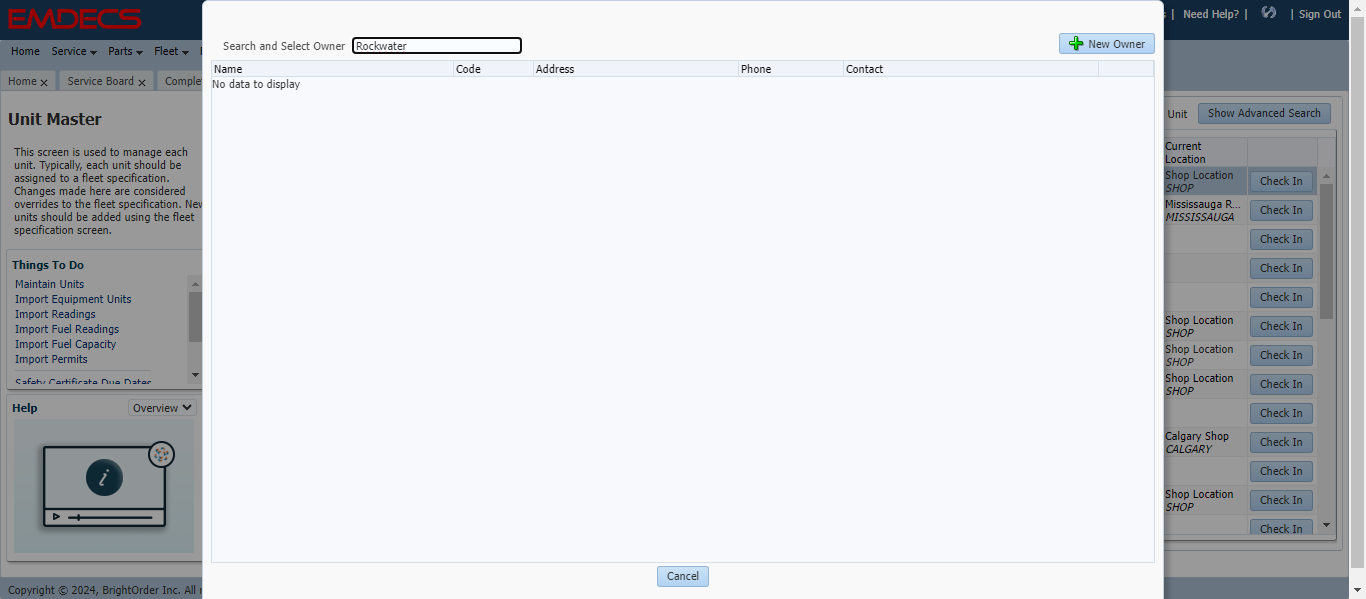 EMDECS
Need Help? |
| Sign Out
Home Service Parts Fleet
Home x Service Board x Comple
Search and Select Owner Rockwater
New Owner
Name Code Address Phone Contact
No data to display
Unit Master
This screen is used to manage each
unit. Typically, each unit should be
assigned to a fleet specification.
Changes made here are considered
overrides to the fleet specification. New
units should be added using the fleet
specification screen.
Things To Do
Maintain Units
Import Equipment Units
Import Readings
Import Fuel Readings
Import Fuel Capacity
Import Permits
Safety Certificate Due Dates
Help Overview
i
Copyright © 2024, BrightOrder Inc. All r
Cancel
Unit Show Advanced Search
Current
Location
Shop Location
SHOP
Check In
Mississauga R...
MISSISSAUGA
Check In
Check In
Check In
Check In
Shop Location
SHOP
Check In
Shop Location
SHOP
Check In
Shop Location
SHOP
Check In
Check In
Calgary Shop
CALGARY
Check In
Check In
Shop Location
SHOP
Check In
Check In